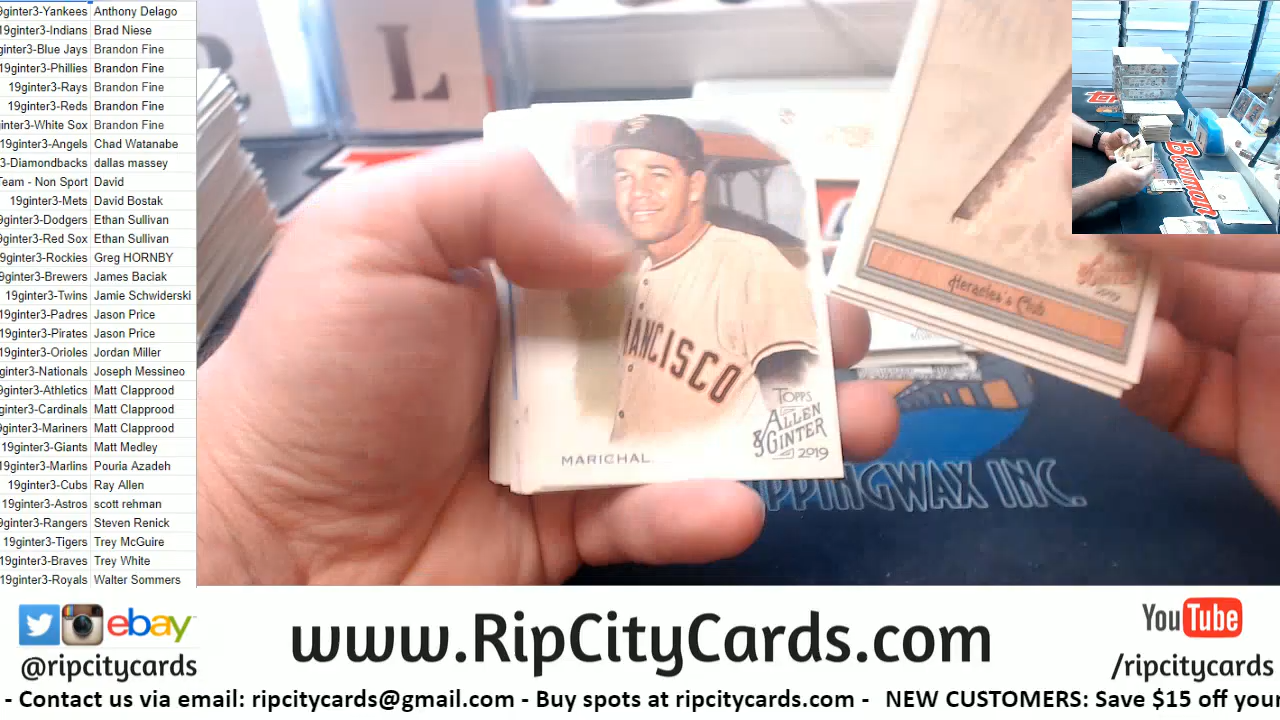 9ginter3-Yankees Anthony Delago
19ginter3-Indians Brad Niese
ginter3-Blue Jays Brandon Fine
19ginter3-Phillies Brandon Fine
19ginter3-Rays Brandon Fine
19ginter3-Reds Brandon Fine
ginter3-White Sox Brandon Fine
19ginter3-Angels Chad Watanabe
3-Diamondbacks dallas massey
Team - Non Sport David
19ginter3-Mets David Bostak
9ginter3-Dodgers Ethan Sullivan
9ginter3-Red Sox Ethan Sullivan
19ginter3-Rockies Greg HORNBY
9ginter3-Brewers James Baciak
19ginter3-Twins Jamie Schwiderski
19ginter3-Padres Jason Price
19ginter3-Pirates Jason Price
19ginter3-Orioles Jordan Miller
ginter3-Nationals Joseph Messineo
9ginter3-Athletics Matt Clapprood
ginter3-Cardinals Matt Clapprood
9ginter3-Mariners Matt Clapprood
19ginter3-Giants Matt Medley
19ginter3-Marlins Pouria Azadeh
19ginter3-Cubs Ray Allen
19ginter3-Astros scott rehman
9ginter3-Rangers Steven Renick
19ginter3-Tigers Trey McGuire
19ginter3-Braves Trey White
19ginter3-Royals Walter Sommers
L
FRANCISCO
MARICHAL
TOPPS
ALLEN
& GINTER
2019
Heracles's Club
Bowman
PPINGWAX INC.
ebay
@ripcitycards
www.RipCityCards.com
YouTube
/ripcitycards
- Contact us via email: ripcitycards@gmail.com - Buy spots at ripcitycards.com - NEW CUSTOMERS: Save $15 off your